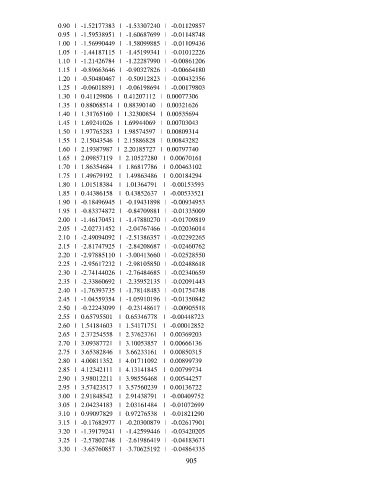 0.90 | -1.52177383 | -1.53307240 | -0.01129857
0.95 | -1.59538951 | -1.60687699 | -0.01148748
1.00 | -1.56990449 | -1.58099885 | -0.01109436
1.05 | -1.44187115 | -1.45199341 | -0.01012226
1.10 | -1.21426784 | -1.22287990 | -0.00861206
1.15 | -0.89663646 | -0.90327826 | -0.00664180
1.20 | -0.50480467 | -0.50912823 | -0.00432356
1.25 | -0.06018891 | -0.06198694 | -0.00179803
1.30 | 0.41129806 | 0.41207112 | 0.00077306
1.35 | 0.88068514 | 0.88390140 | 0.00321626
1.40 | 1.31765160 | 1.32300854 | 0.00535694
1.45 | 1.69241026 | 1.69944069 | 0.00703043
1.50 | 1.97765283 | 1.98574597 | 0.00809314
1.55 | 2.15043546 | 2.15886828 | 0.00843282
1.60 | 2.19387987 | 2.20185727 | 0.00797740
1.65 | 2.09857119 | 2.10527280 | 0.00670161
1.70 | 1.86354684 | 1.86817786 | 0.00463102
1.75 | 1.49679192 | 1.49863486 | 0.00184294
1.80 | 1.01518384 | 1.01364791 | -0.00153593
1.85 | 0.44386158 | 0.43852637 | -0.00533521
1.90 | -0.18496945 | -0.19431898 | -0.00934953
1.95 | -0.83374872 | -0.84709881 | -0.01335009
2.00 | -1.46170451 | -1.47880270 | -0.01709819
2.05 | -2.02731452 | -2.04767466 | -0.02036014
2.10 | -2.49094092 | -2.51386357 | -0.02292265
2.15 | -2.81747925 | -2.84208687 | -0.02460762
2.20 | -2.97885110 | -3.00413660 | -0.02528550
2.25 | -2.95617232 | -2.98105850 | -0.02488618
2.30 | -2.74144026 | -2.76484685 | -0.02340659
2.35 | -2.33860692 | -2.35952135 | -0.02091443
2.40 | -1.76393735 | -1.78148483 | -0.01754748
2.45 | -1.04559354 | -1.05910196 | -0.01350842
2.50 | -0.22243099 | -0.23148617 | -0.00905518
2.55 | 0.65795501 | 0.65346778 | -0.00448723
2.60 | 1.54184603 | 1.54171751 | -0.00012852
2.65 | 2.37254558 | 2.37623761 | 0.00369203
2.70 | 3.09387721 | 3.10053857 | 0.00666136
2.75 | 3.65382846 | 3.66233161 | 0.00850315
2.80 | 4.00811352 | 4.01711092 | 0.00899739
2.85 | 4.12342111 | 4.13141845 | 0.00799734
2.90 | 3.98012211 | 3.98556468 | 0.00544257
2.95 | 3.57423517 | 3.57560239 | 0.00136722
3.00 | 2.91848542 | 2.91438791 | -0.00409752
3.05 | 2.04234183 | 2.03161484 | -0.01072699
3.10 | 0.99097829 | 0.97276538 | -0.01821290
3.15 | -0.17682977 | -0.20300879 | -0.02617901
3.20 | -1.39179241 | -1.42599446 | -0.03420205
3.25 | -2.57802748 | -2.61986419 | -0.04183671
3.30 | -3.65760857 | -3.70625192 | -0.04864335
905